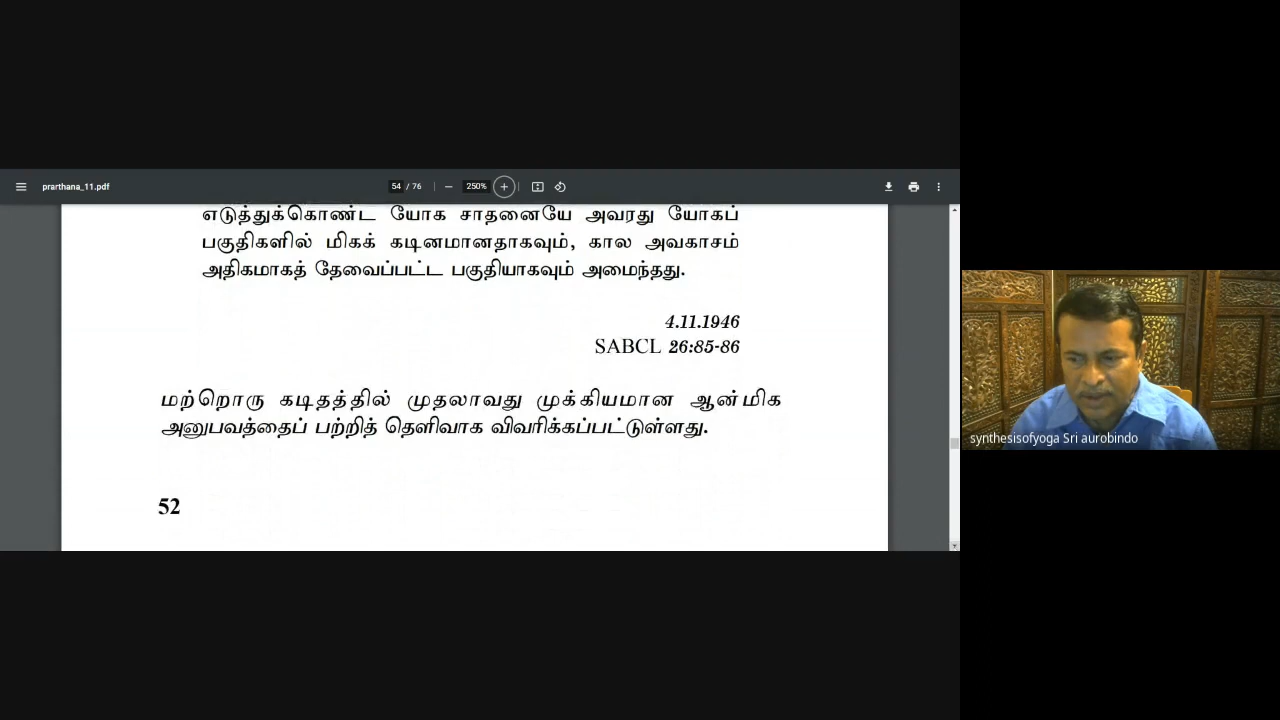 prarthana_11.pdf
54 / 76
250%
எடுத்துக்கொண்ட யோக சாதனையே அவரது யோகப்
பகுதிகளில் மிகக் கடினமானதாகவும், கால அவகாசம்
அதிகமாகத் தேவைப்பட்ட பகுதியாகவும் அமைந்தது.
4.11.1946
SABCL 26:85-86
மற்றொரு கடிதத்தில் முதலாவது முக்கியமான ஆன்மிக
அனுபவத்தைப் பற்றித் தெளிவாக விவரிக்கப்பட்டுள்ளது.
52
synthesisofyoga Sri aurobindo